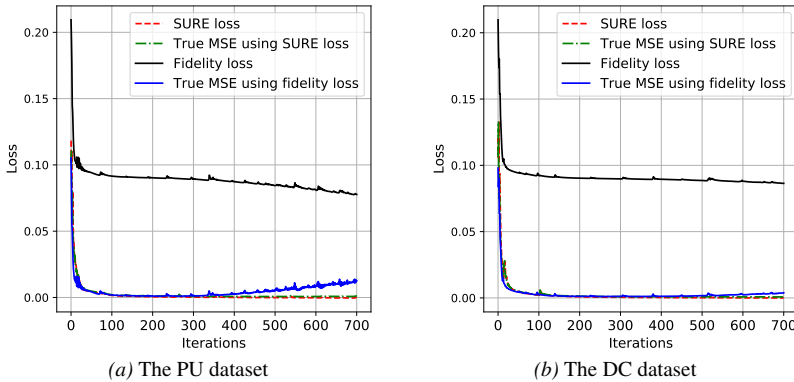 SURE loss
True MSE using SURE loss
Fidelity loss
True MSE using fidelity loss
Loss
0.20
0.15
0.10
0.05
0.00
0 100 200 300 400 500 600 700
Iterations
(a) The PU dataset
SURE loss
True MSE using SURE loss
Fidelity loss
True MSE using fidelity loss
Loss
0.20
0.15
0.10
0.05
0.00
0 100 200 300 400 500 600 700
Iterations
(b) The DC dataset